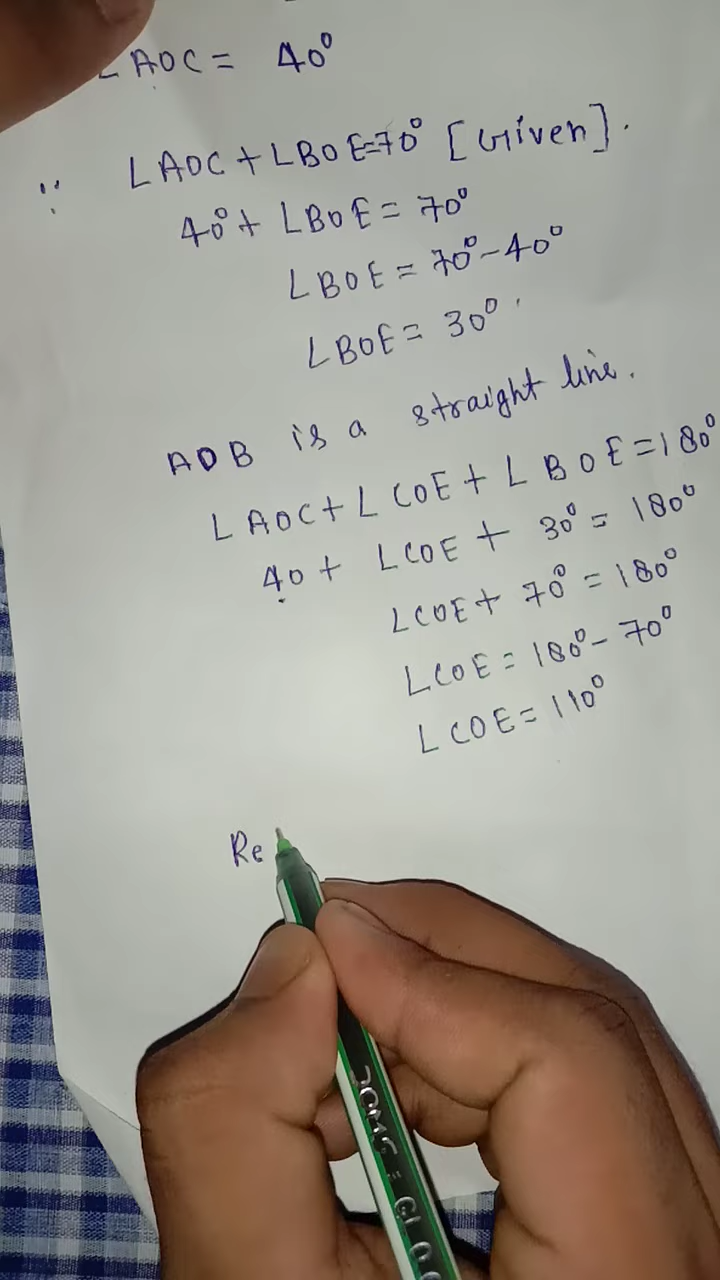 ∠AOC = 40°
∵ ∠AOC + ∠BOE=70° [Given].
40° + ∠BOE = 70°
∠BOE = 70° - 40°
∠BOE = 30°.
AOB is a straight line.
∠AOC + ∠COE + ∠BOE = 180°
40 + ∠COE + 30° = 180°
∠COE + 70° = 180°
∠COE = 180° - 70°
∠COE = 110°
Re
DOMS